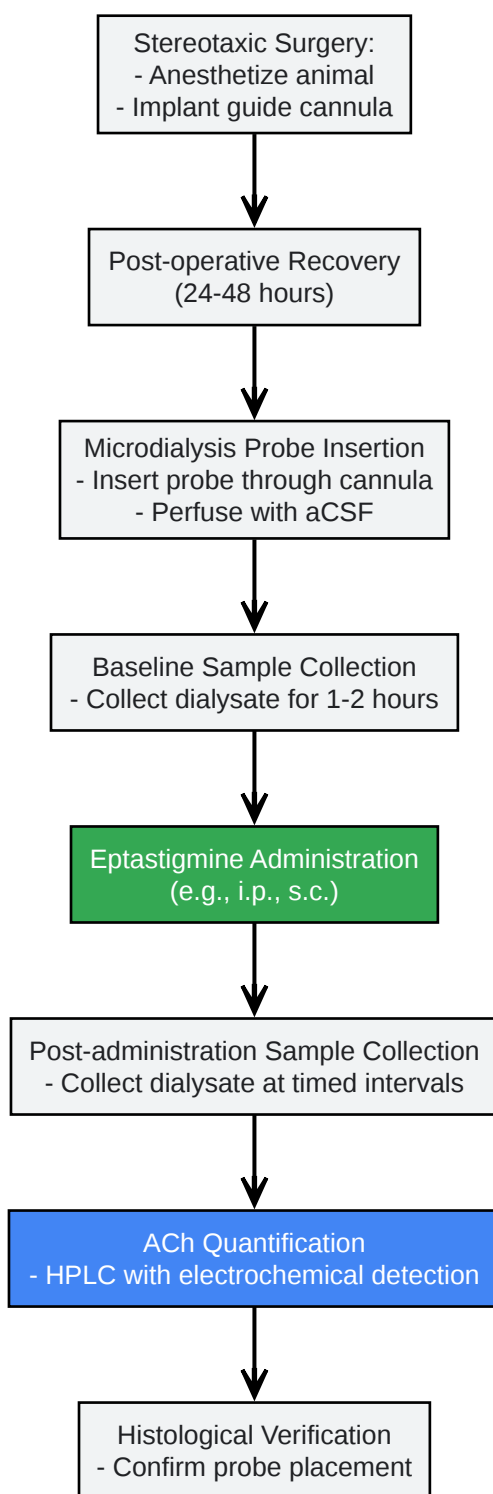 Stereotaxic Surgery:
- Anesthetize animal
- Implant guide cannula
Post-operative Recovery
(24-48 hours)
Microdialysis Probe Insertion
- Insert probe through cannula
- Perfuse with aCSF
Baseline Sample Collection
- Collect dialysate for 1-2 hours
Eptastigmine Administration
(e.g., i.p., s.c.)
Post-administration Sample Collection
- Collect dialysate at timed intervals
ACh Quantification
- HPLC with electrochemical detection
Histological Verification
- Confirm probe placement